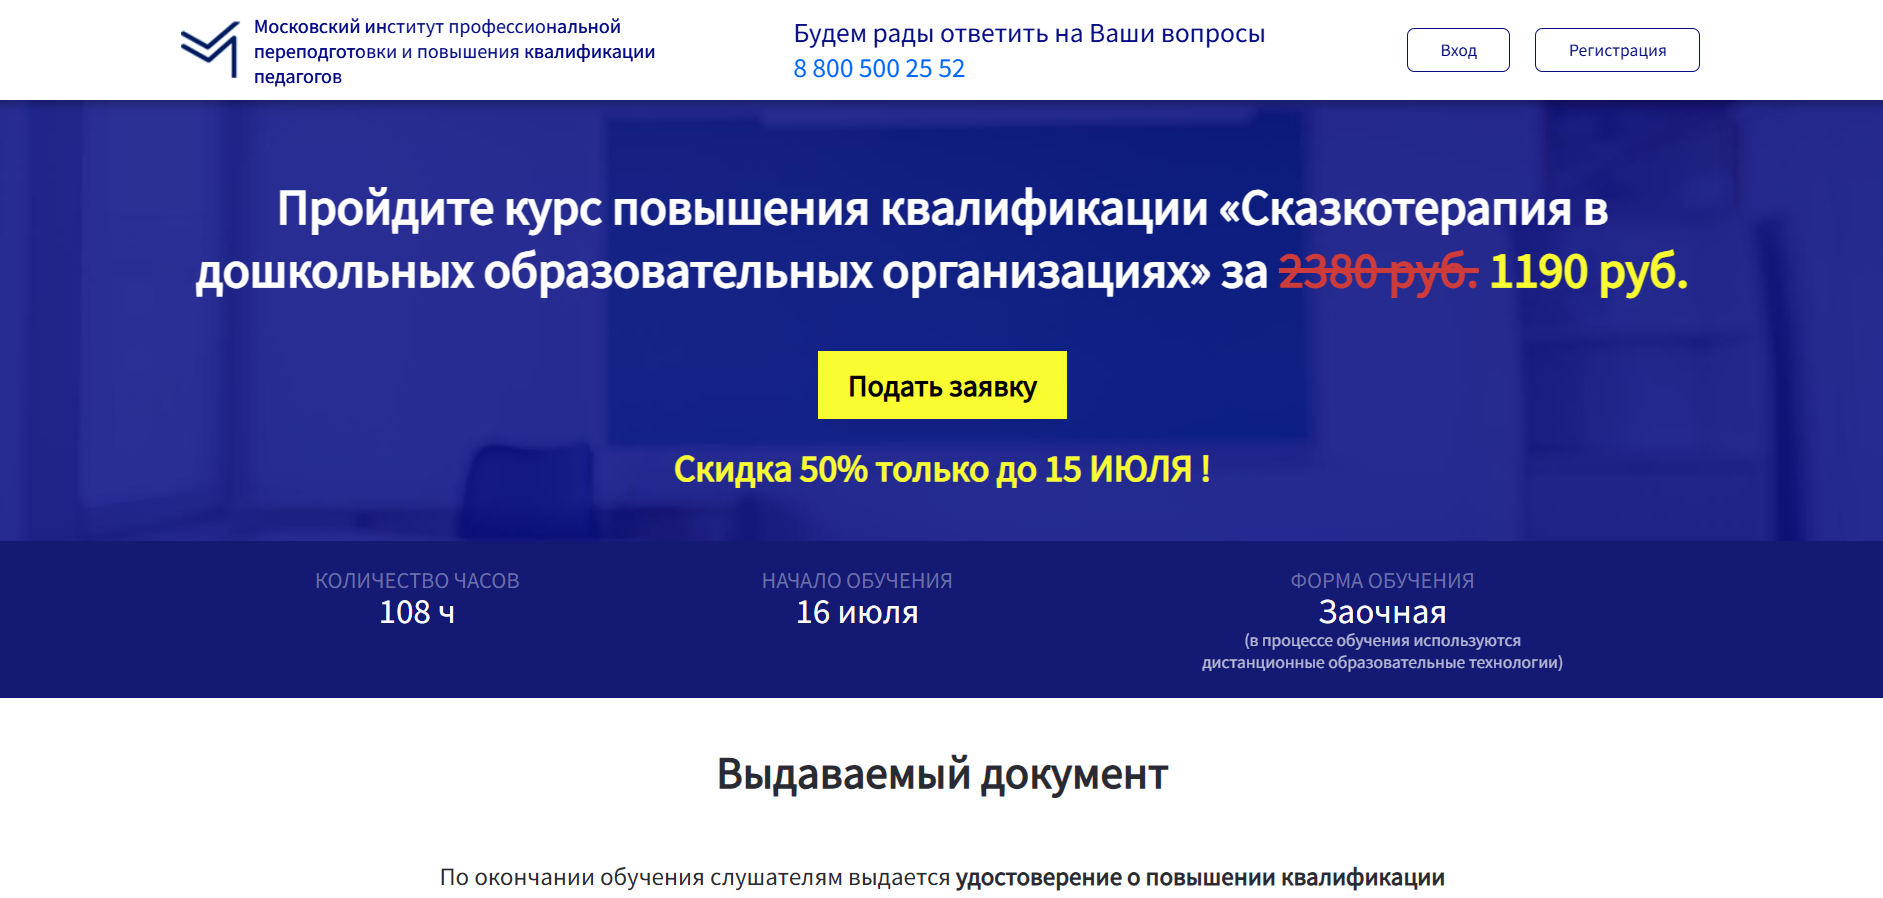 Московский институт профессиональной
переподготовки и повышения квалификации
педагогов
Будем рады ответить на Ваши вопросы
8 800 500 25 52
Вход
Регистрация
Пройдите курс повышения квалификации «Сказкотерапия в
дошкольных образовательных организациях» за 2380 руб. 1190 руб.
Подать заявку
Скидка 50% только до 15 ИЮЛЯ !
КОЛИЧЕСТВО ЧАСОВ
108 ч
НАЧАЛО ОБУЧЕНИЯ
16 июля
ФОРМА ОБУЧЕНИЯ
Заочная
(в процессе обучения используются
дистанционные образовательные технологии)
Выдаваемый документ
По окончании обучения слушателям выдается удостоверение о повышении квалификации